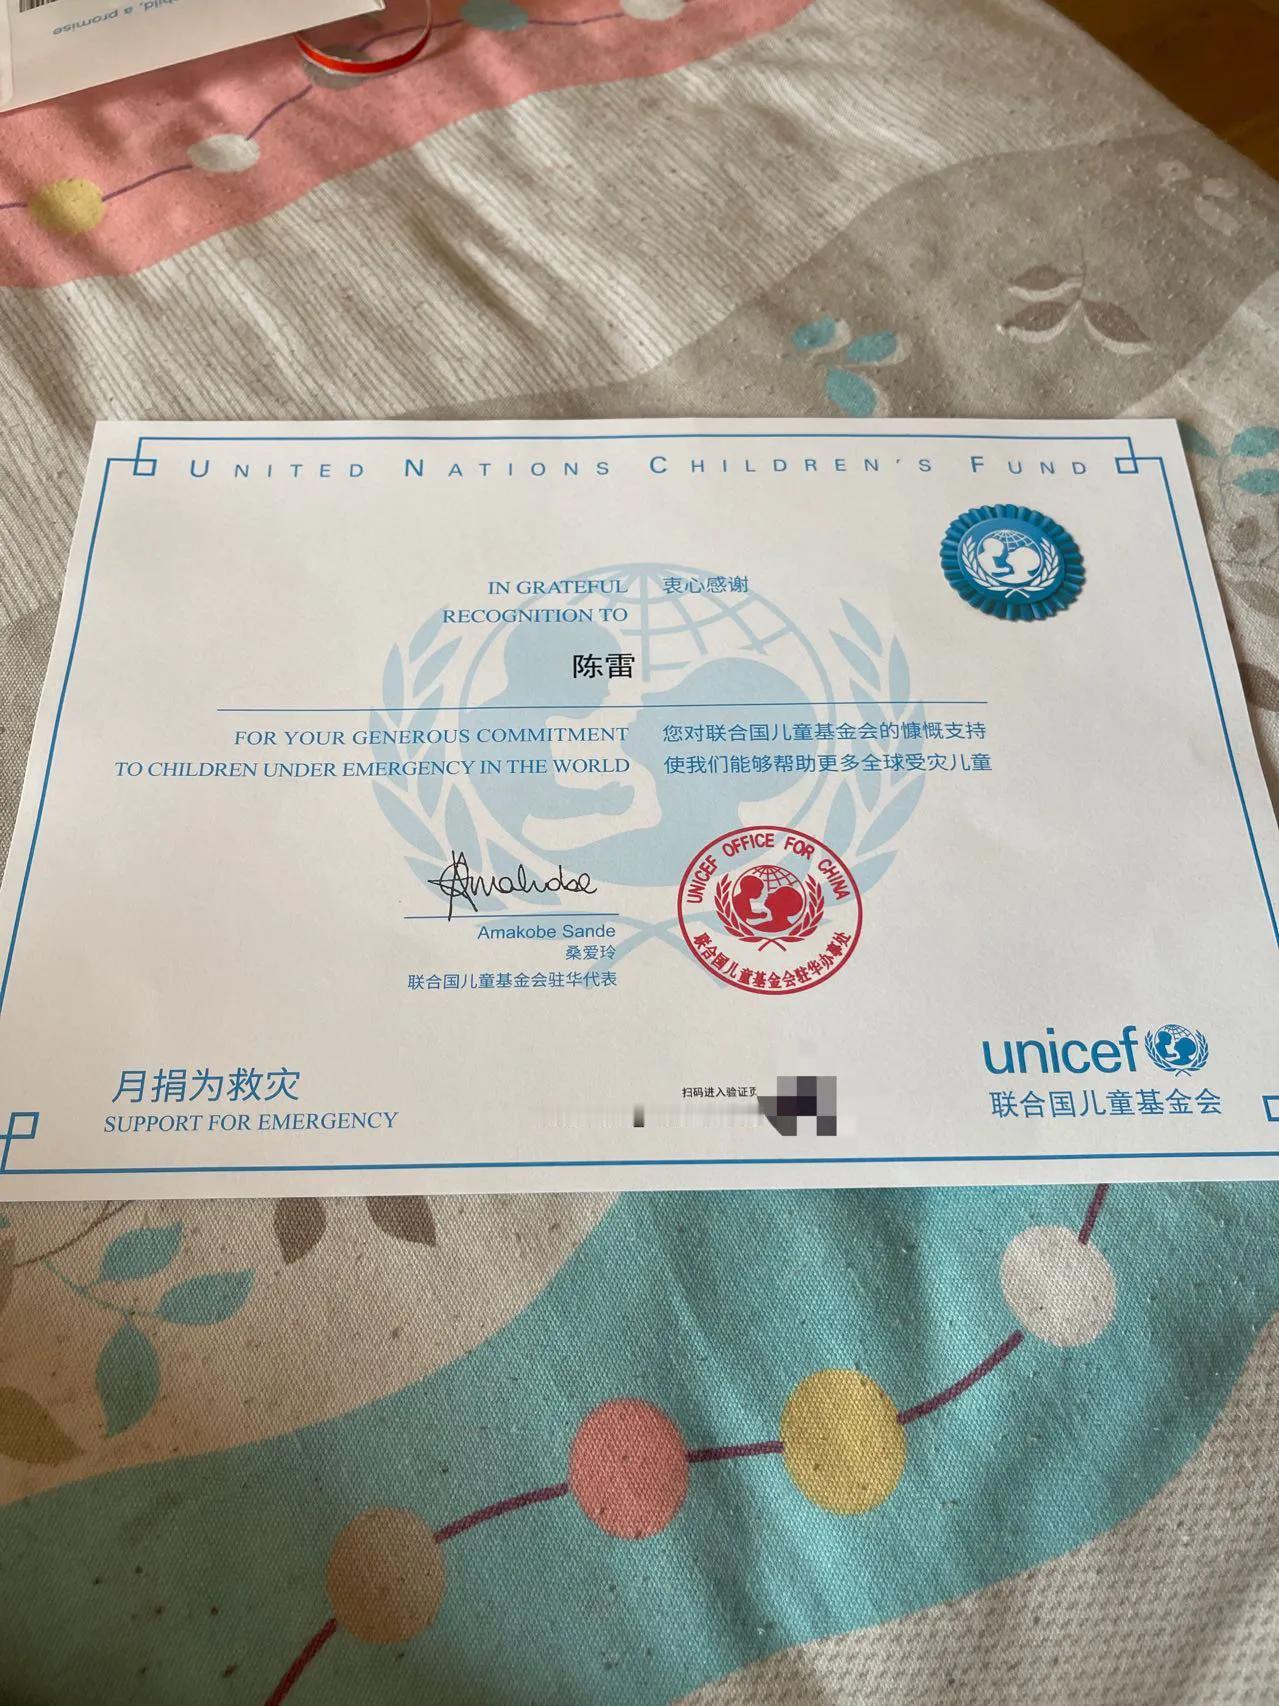 child, a promise
UNITED NATIONS CHILDREN'S FUND
IN GRATEFUL 衷心感谢
RECOGNITION TO
陈雷
FOR YOUR GENEROUS COMMITMENT 您对联合国儿童基金会的慷慨支持
TO CHILDREN UNDER EMERGENCY IN THE WORLD 使我们能够帮助更多全球受灾儿童
Amakobe
UNICEF OFFICE FOR CHINA
联合国儿童基金会驻华办事处
Amakobe Sande
桑爱玲
联合国儿童基金会驻华代表
unicef
联合国儿童基金会
月捐为救灾
SUPPORT FOR EMERGENCY
扫码进入验证页